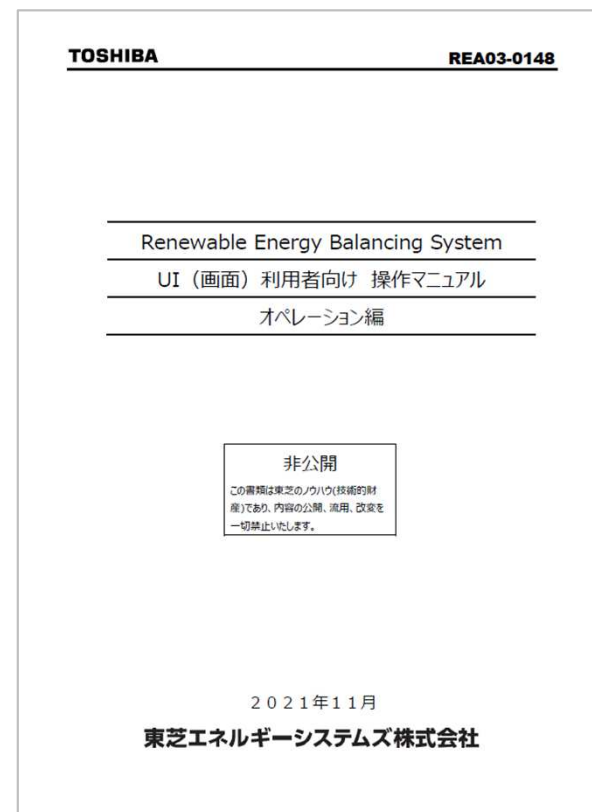 TOSHIBA
REA03-0148
Renewable Energy Balancing System
UI（画面）利用者向け 操作マニュアル
オペレーション編
非公開
この書類は東芝のノウハウ(技術的財
産)であり、内容の公開、流用、改変を
一切禁止いたします。
２０２１年１１月
東芝エネルギーシステムズ株式会社